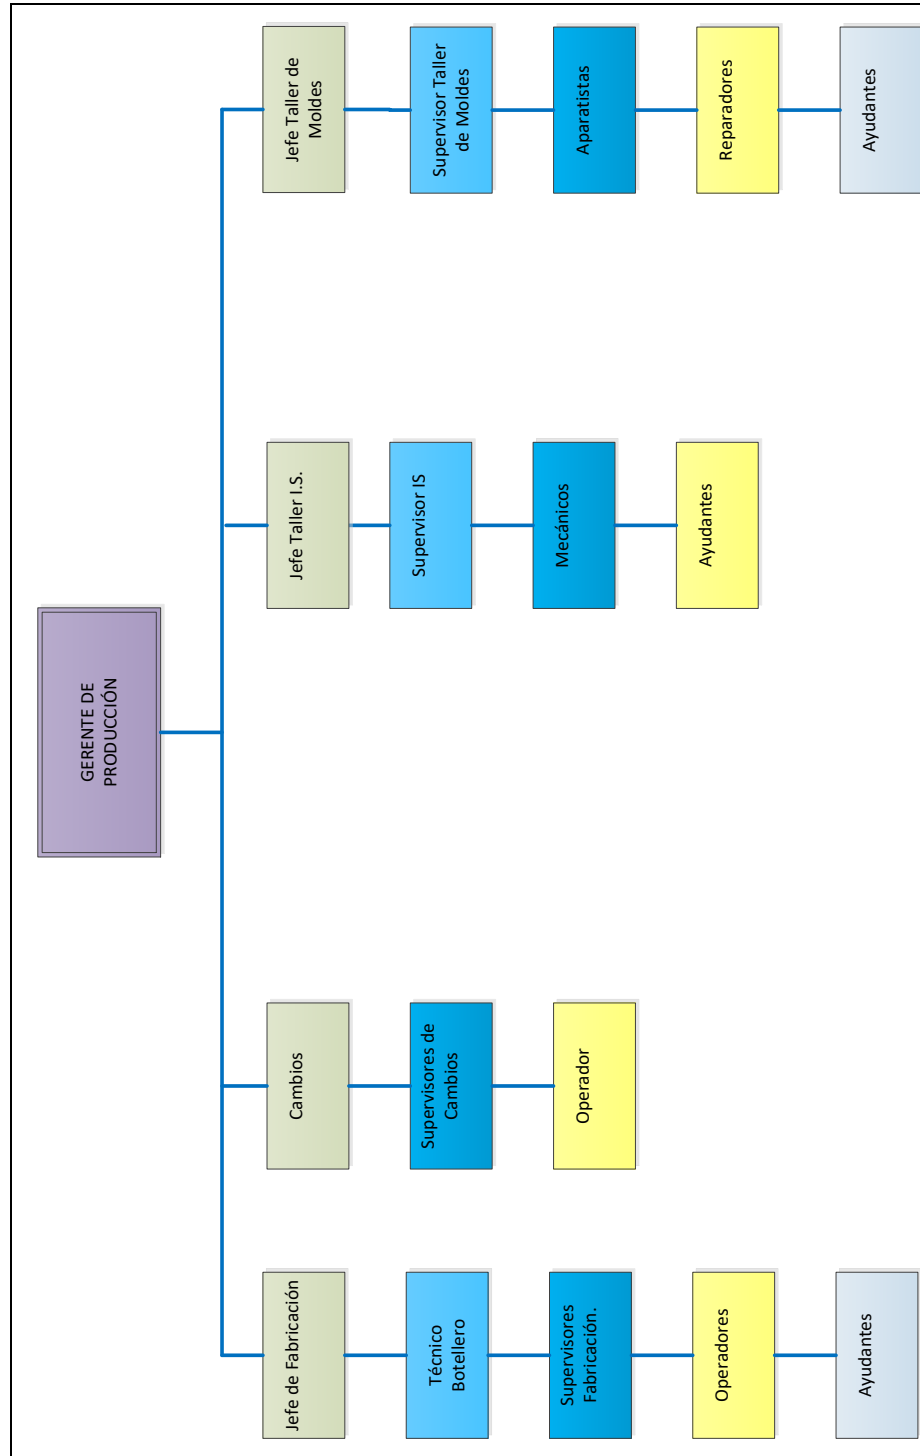 GERENTE DE
PRODUCCIÓN
Jefe de Fabricación
Técnico
Botellero
Supervisores
Fabricación.
Operadores
Ayudantes
Cambios
Supervisores de
Cambios
Operador
Jefe Taller I.S.
Supervisor IS
Mecánicos
Ayudantes
Jefe Taller de
Moldes
Supervisor Taller
de Moldes
Aparatistas
Reparadores
Ayudantes